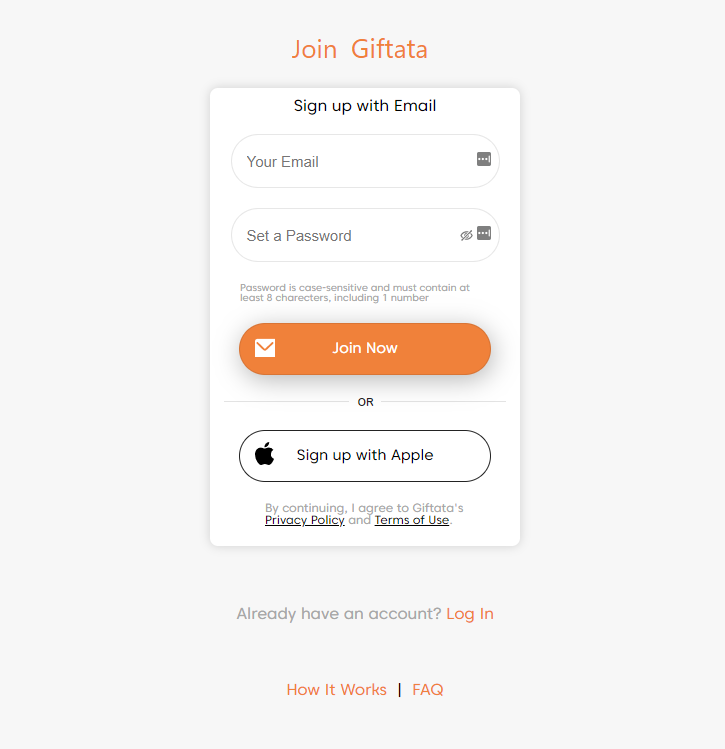 Join Giftata
Sign up with Email
Your Email
Set a Password
Password is case-sensitive and must contain at
least 8 charecters, including 1 number
Join Now
OR
Sign up with Apple
By continuing, I agree to Giftata's
Privacy Policy and Terms of Use.
Already have an account? Log In
How It Works | FAQ